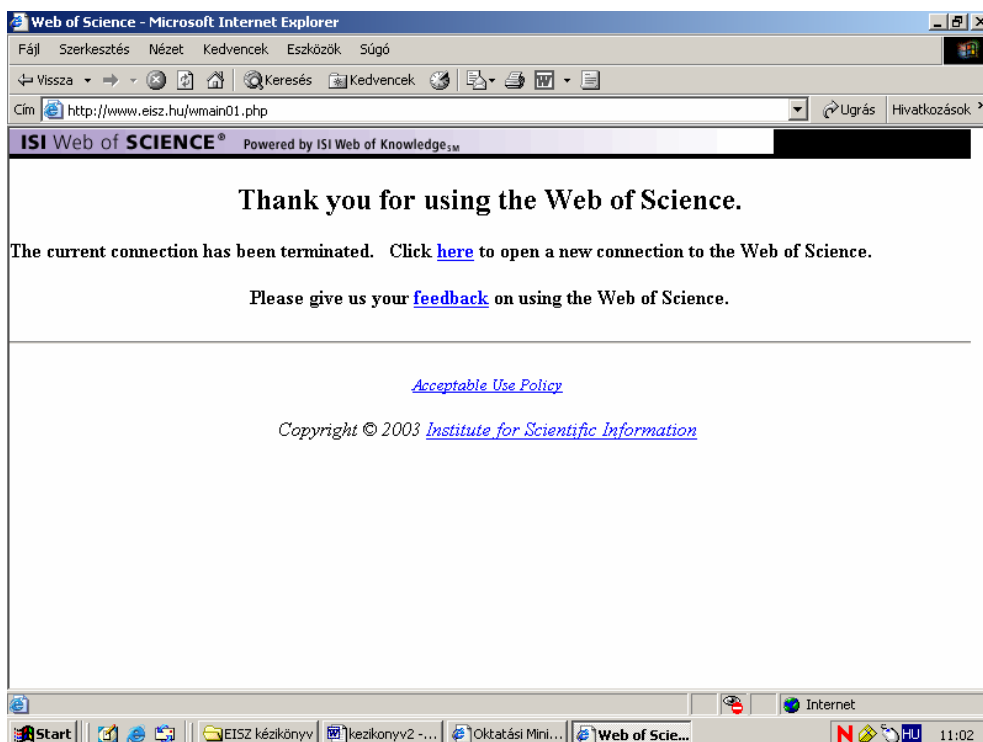 Web of Science - Microsoft Internet Explorer
Fájl Szerkesztés Nézet Kedvencek Eszközök Súgó
Vissza Keresés Kedvencek
Cím http://www.eisz.hu/wmain01.php Ugrás Hivatkozások
ISI Web of SCIENCE® Powered by ISI Web of Knowledge SM
Thank you for using the Web of Science.
The current connection has been terminated. Click here to open a new connection to the Web of Science.
Please give us your feedback on using the Web of Science.
Acceptable Use Policy
Copyright © 2003 Institute for Scientific Information
Internet
Start EISZ kézikönyv kezikonyv2 -... Oktatási Mini... Web of Scie... N HU 11:02